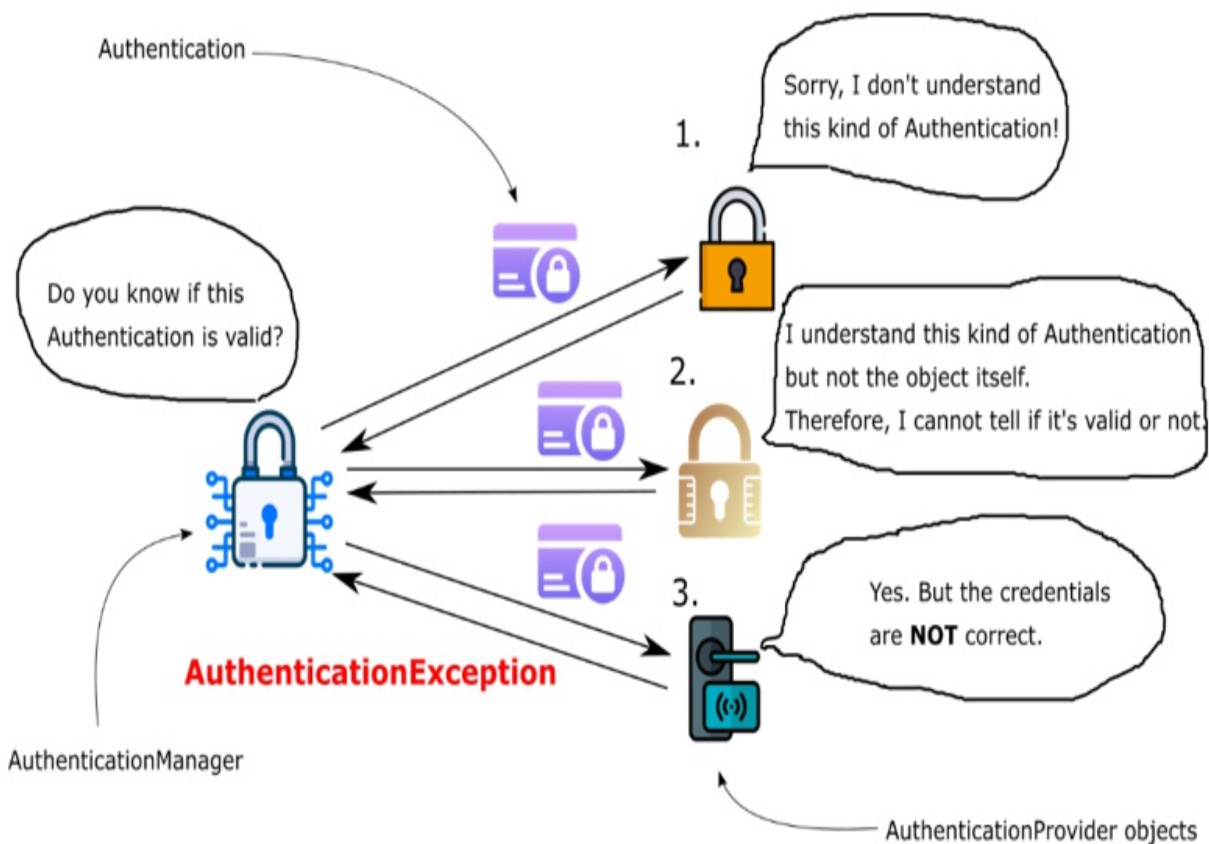 Authentication
Sorry, I don't understand
this kind of Authentication!
1.
Do you know if this
Authentication is valid?
I understand this kind of Authentication
but not the object itself.
Therefore, I cannot tell if it's valid or not.
2.
3.
Yes. But the credentials
are NOT correct.
AuthenticationException
AuthenticationManager
AuthenticationProvider objects